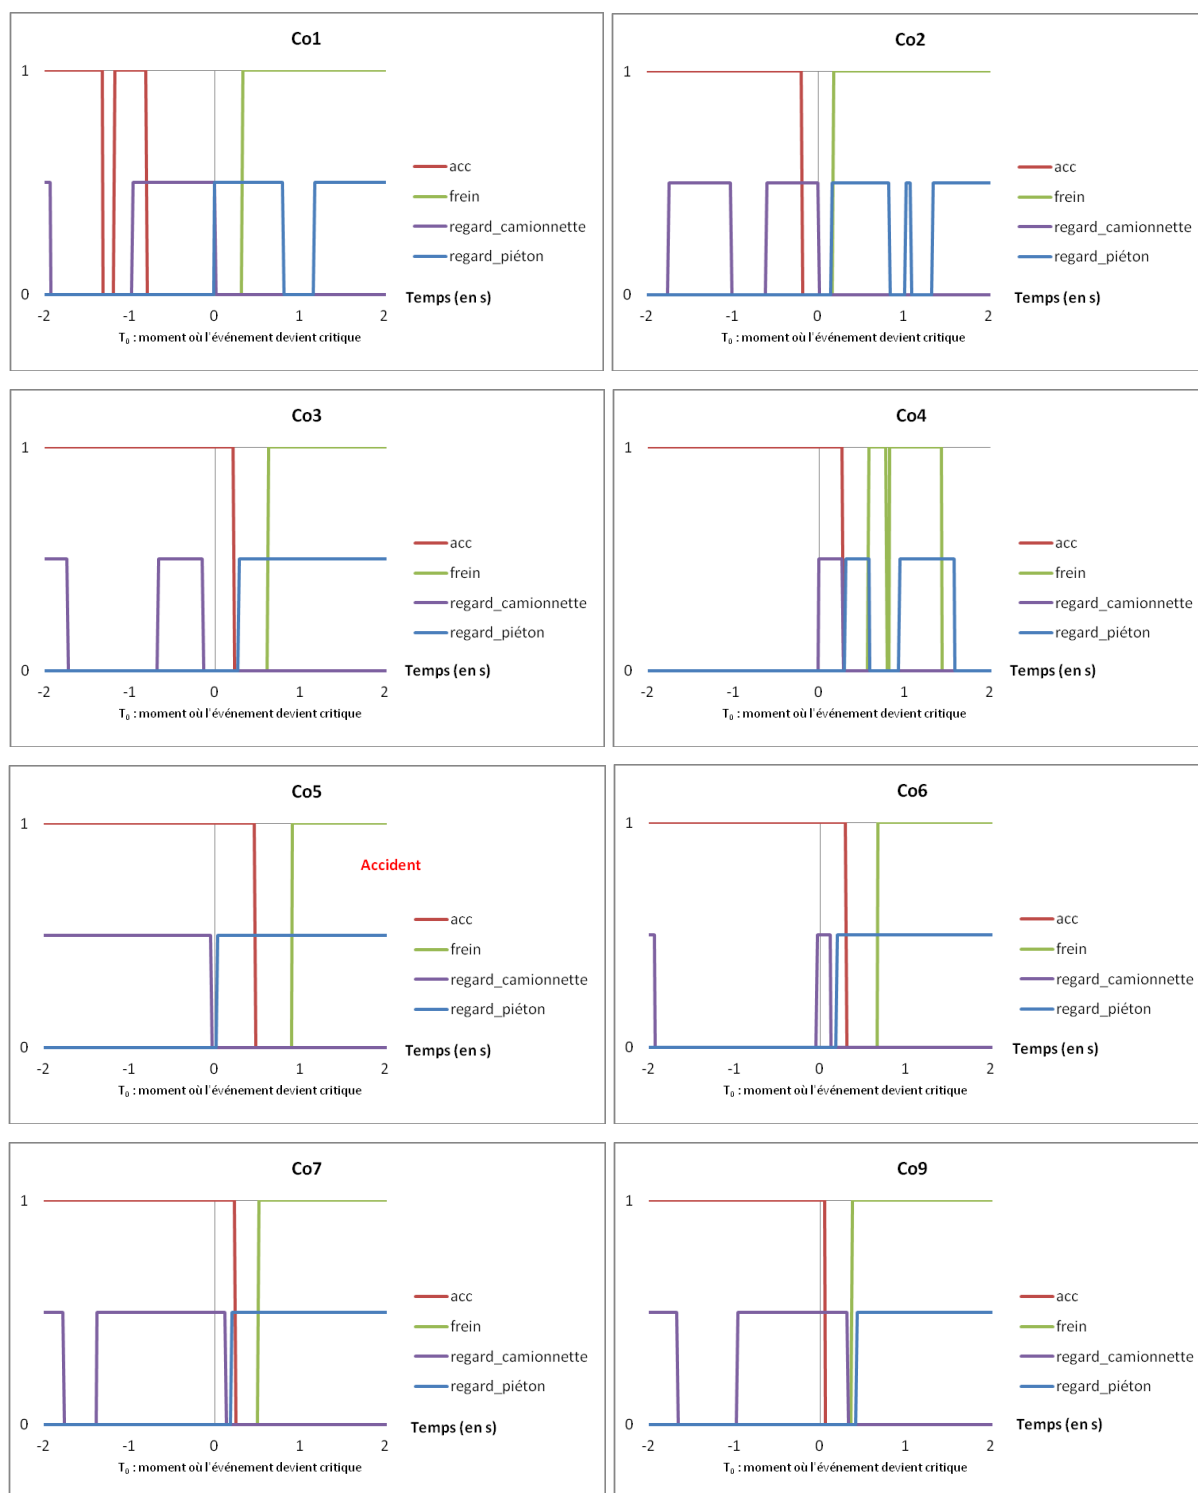 Co1
1
acc
frein
regard_camionnette
regard_piéton
0
Temps (en s)
-2 -1 0 1 2
T0 : moment où l'événement devient critique
Co2
1
acc
frein
regard_camionnette
regard_piéton
0
Temps (en s)
-2 -1 0 1 2
T0 : moment où l'événement devient critique
Co3
1
acc
frein
regard_camionnette
regard_piéton
0
Temps (en s)
-2 -1 0 1 2
T0 : moment où l'événement devient critique
Co4
1
acc
frein
regard_camionnette
regard_piéton
0
Temps (en s)
-2 -1 0 1 2
T0 : moment où l'événement devient critique
Co5
1
Accident
acc
frein
regard_camionnette
regard_piéton
0
Temps (en s)
-2 -1 0 1 2
T0 : moment où l'événement devient critique
Co6
1
acc
frein
regard_camionnette
regard_piéton
0
Temps (en s)
-2 -1 0 1 2
T0 : moment où l'événement devient critique
Co7
1
acc
frein
regard_camionnette
regard_piéton
0
Temps (en s)
-2 -1 0 1 2
T0 : moment où l'événement devient critique
Co9
1
acc
frein
regard_camionnette
regard_piéton
0
Temps (en s)
-2 -1 0 1 2
T0 : moment où l'événement devient critique